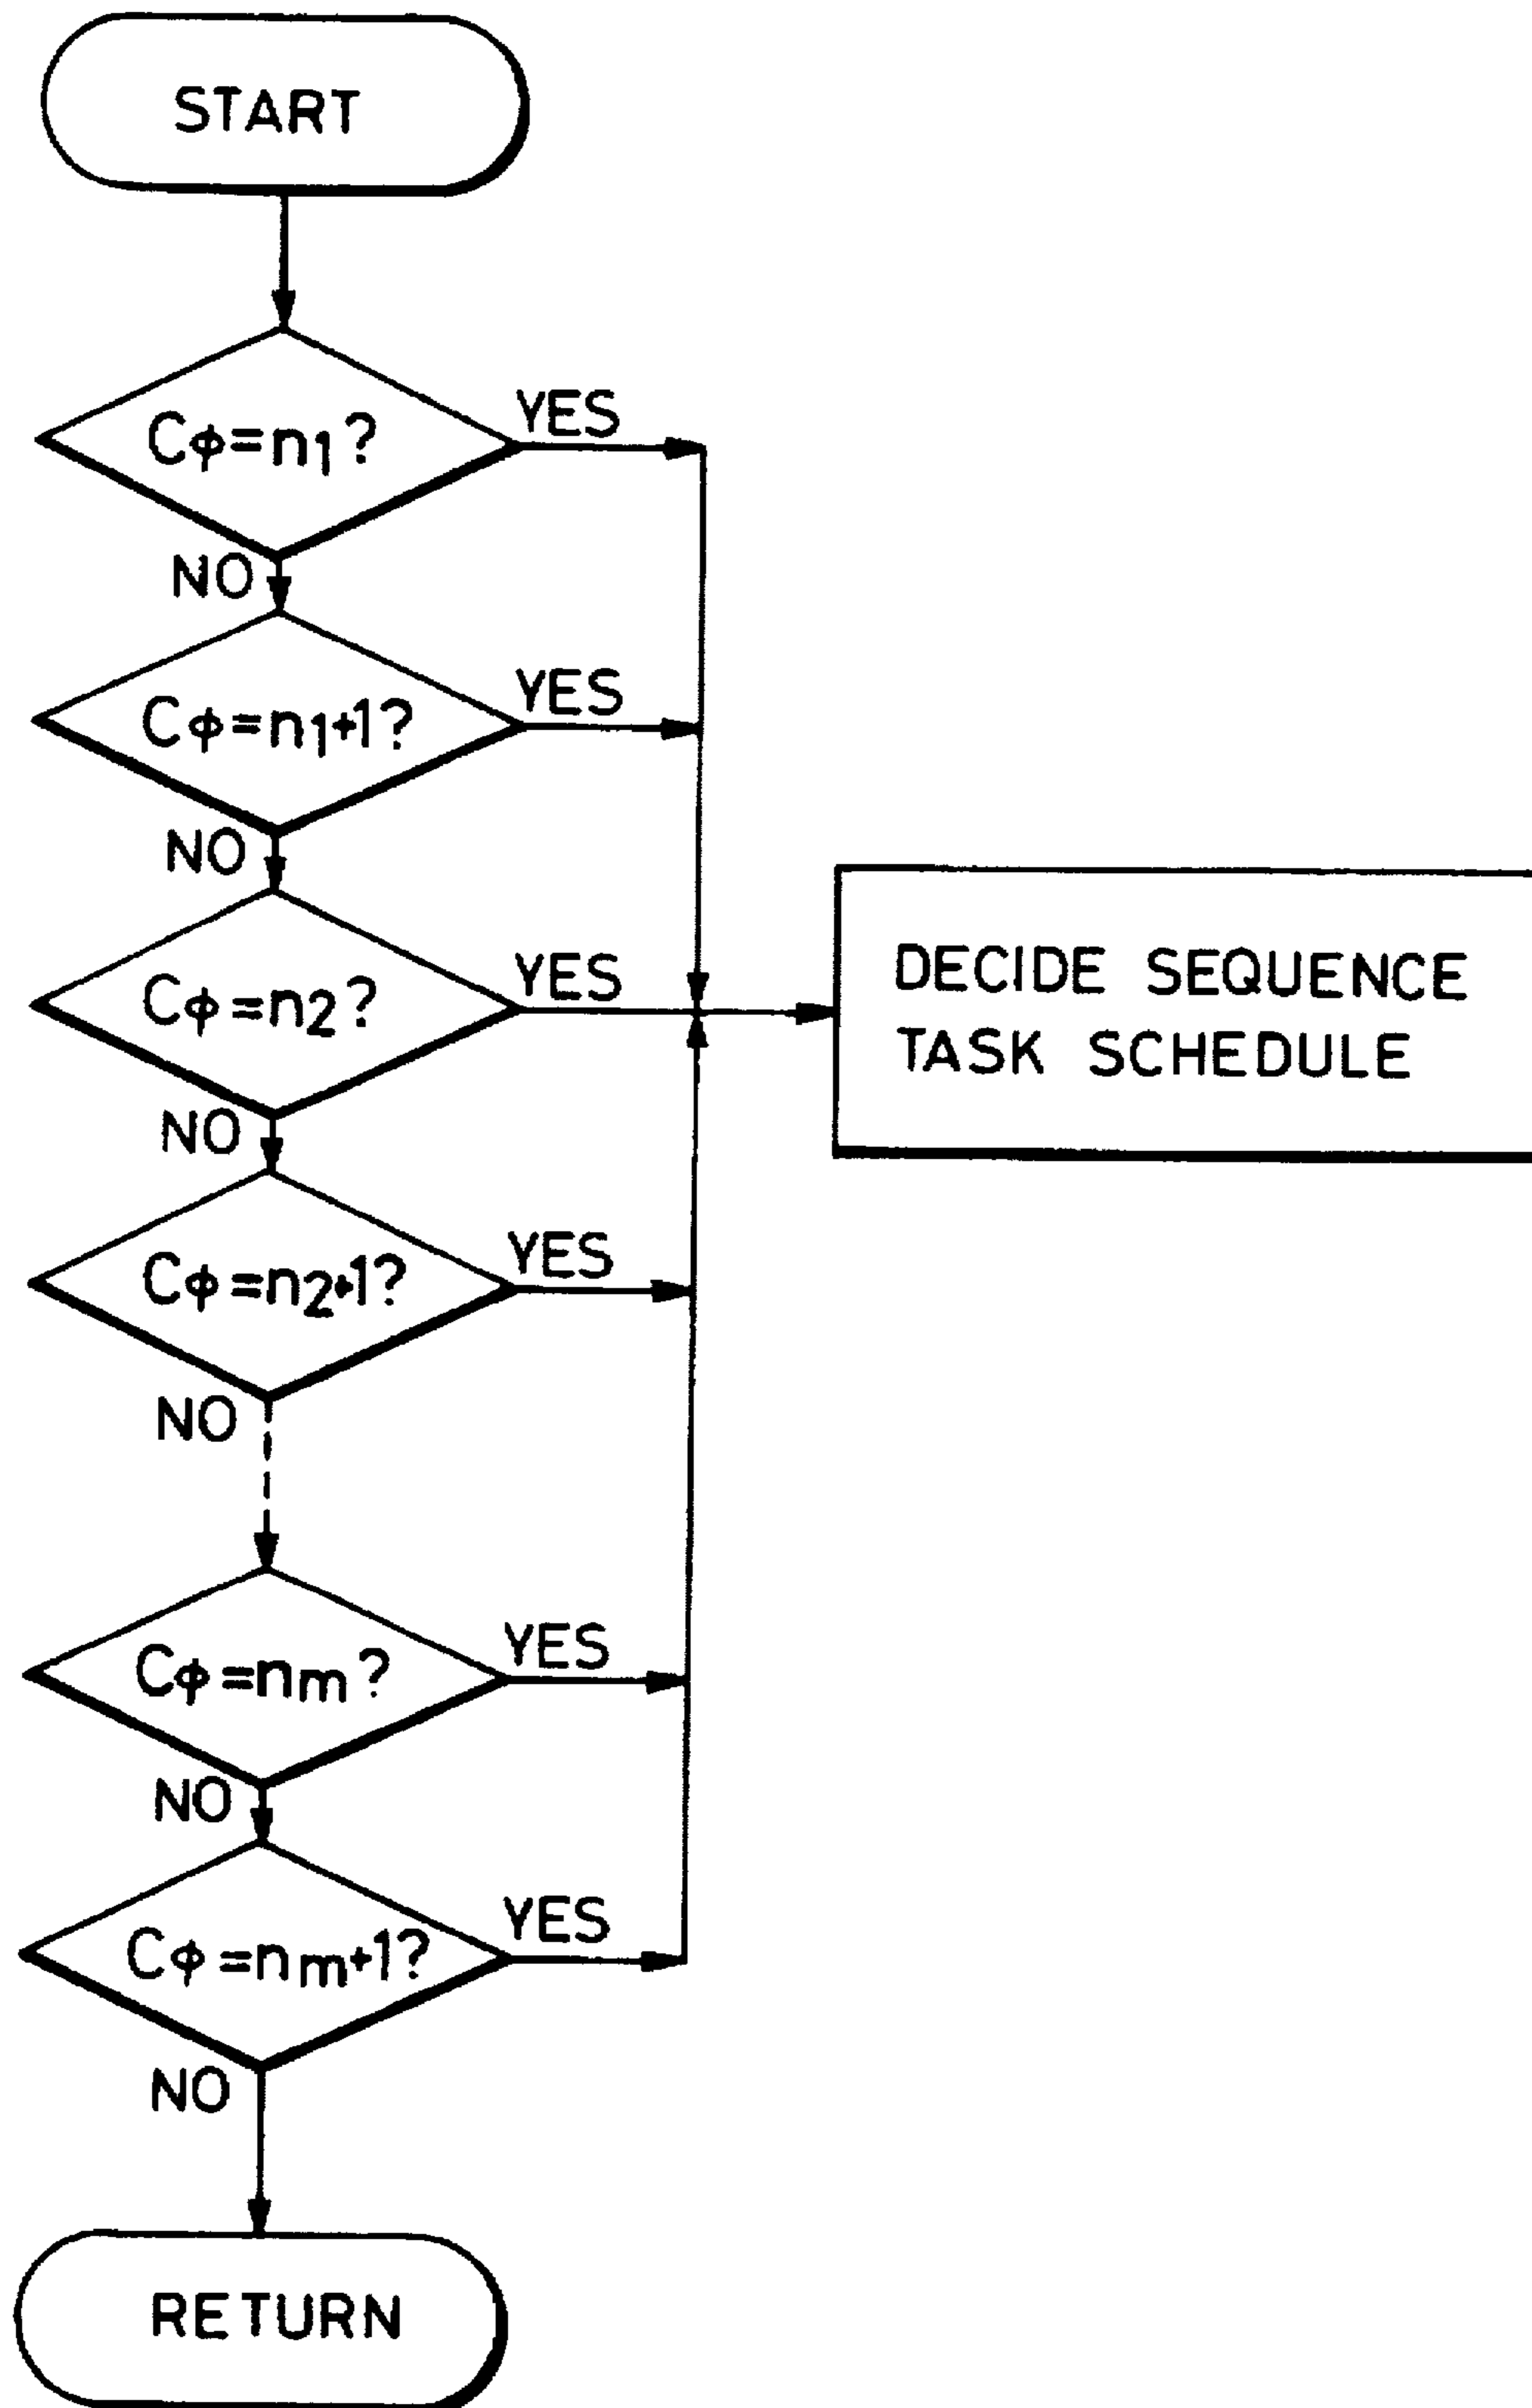 START
Cφ=n1?
YES
NO
Cφ=n1+1?
YES
NO
Cφ=n2?
YES
DECIDE SEQUENCE
TASK SCHEDULE
NO
Cφ=n2+1?
YES
NO
Cφ=nm?
YES
NO
Cφ=nm+1?
YES
NO
RETURN